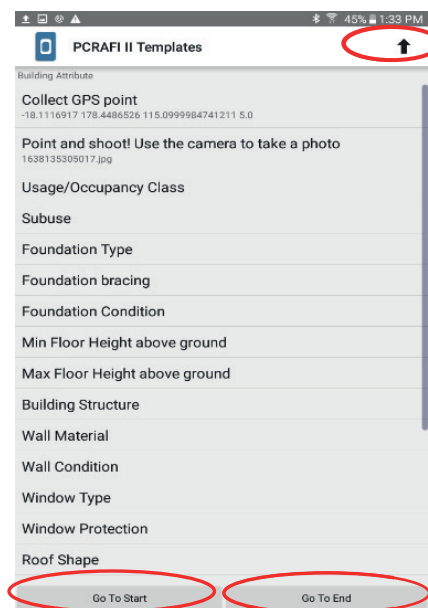 45% 1:33 PM
PCRAFI II Templates
Building Attribute
Collect GPS point
-18.1116917 178.4486526 115.0999984741211 5.0
Point and shoot! Use the camera to take a photo
1638135305017.jpg
Usage/Occupancy Class
Subuse
Foundation Type
Foundation bracing
Foundation Condition
Min Floor Height above ground
Max Floor Height above ground
Building Structure
Wall Material
Wall Condition
Window Type
Window Protection
Roof Shape
Go To Start Go To End